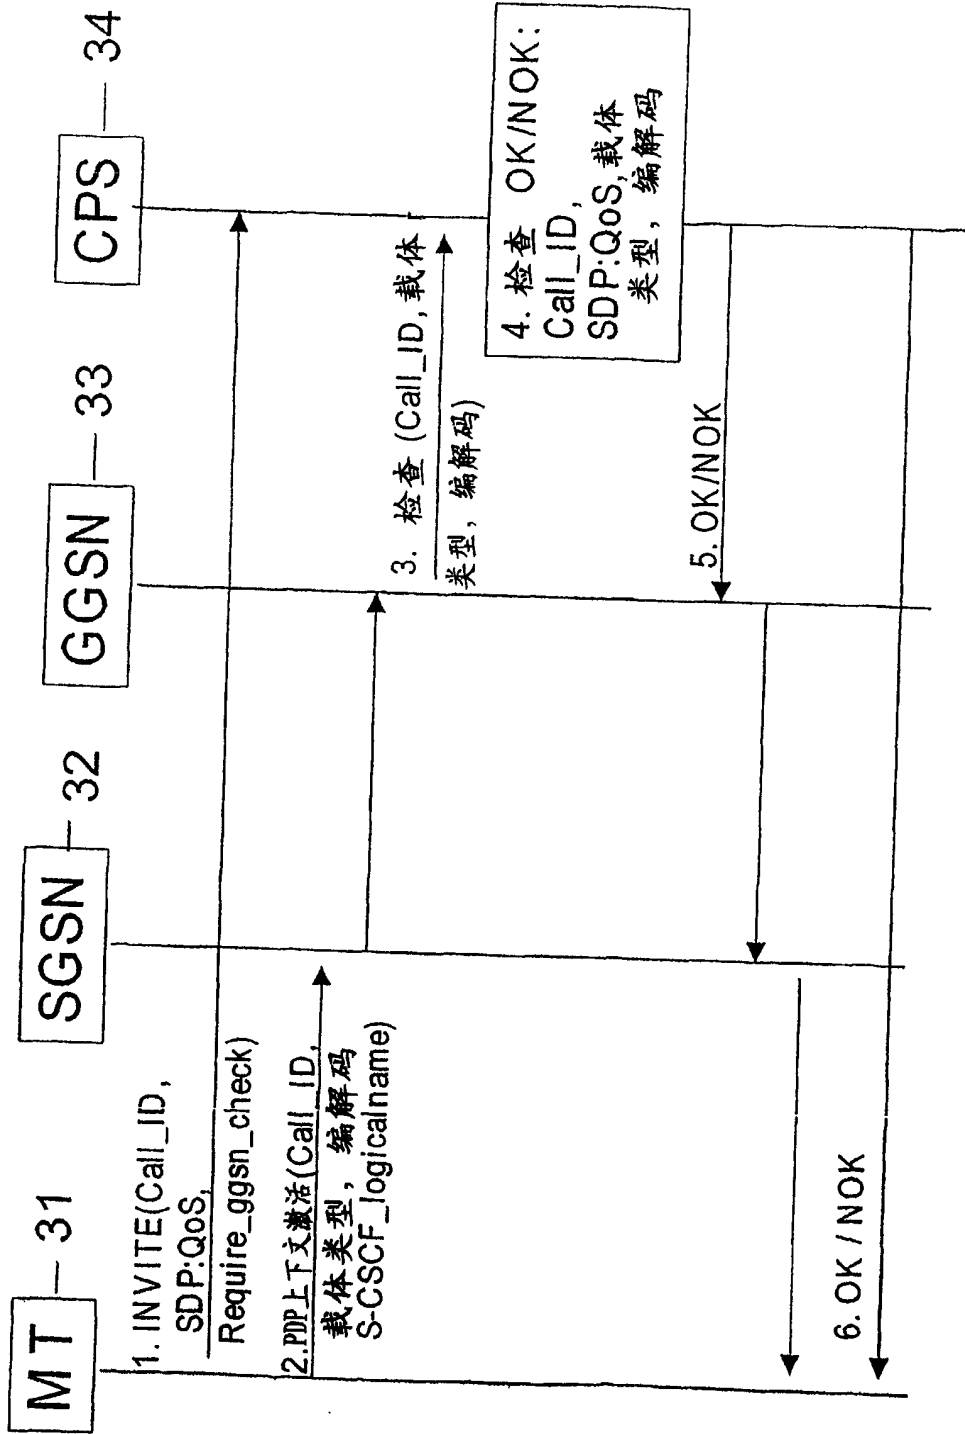 MT
31
SGSN
32
GGSN
33
CPS
34
1. INVITE(Call_ID,
SDP:QoS,
Require_ggsn_check)
2.PDP上下文激活(Call_ID,
载体类型, 编解码
S-CSCF_logicalname)
3. 检查 (Call_ID, 载体
类型, 编解码)
4. 检查 OK/NOK:
Call_ID,
SDP:QoS, 载体
类型, 编解码
5. OK/NOK
6. OK / NOK